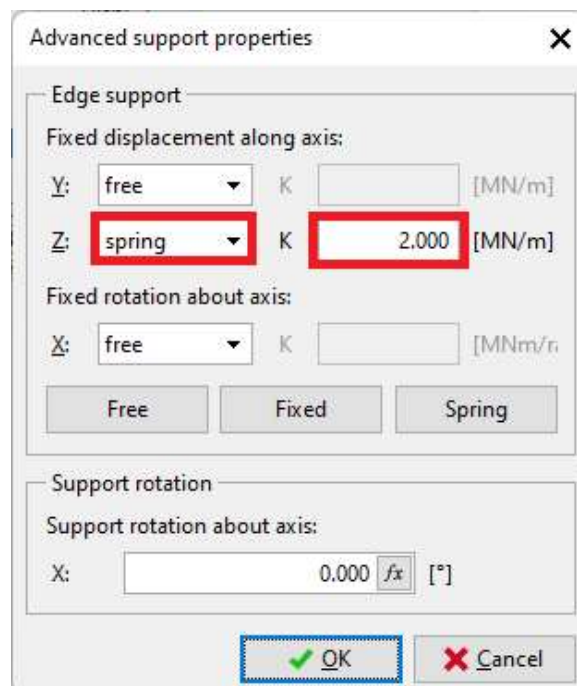 Advanced support properties
Edge support
Fixed displacement along axis:
Y: free K [MN/m]
Z: spring K 2.000 [MN/m]
Fixed rotation about axis:
X: free K [MNm/r
Free Fixed Spring
Support rotation
Support rotation about axis:
X: 0.000 fx [°]
OK Cancel